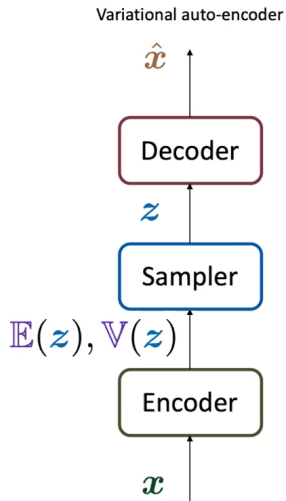 Variational auto-encoder
x̂
Decoder
z
Sampler
𝔼(z), 𝕍(z)
Encoder
x